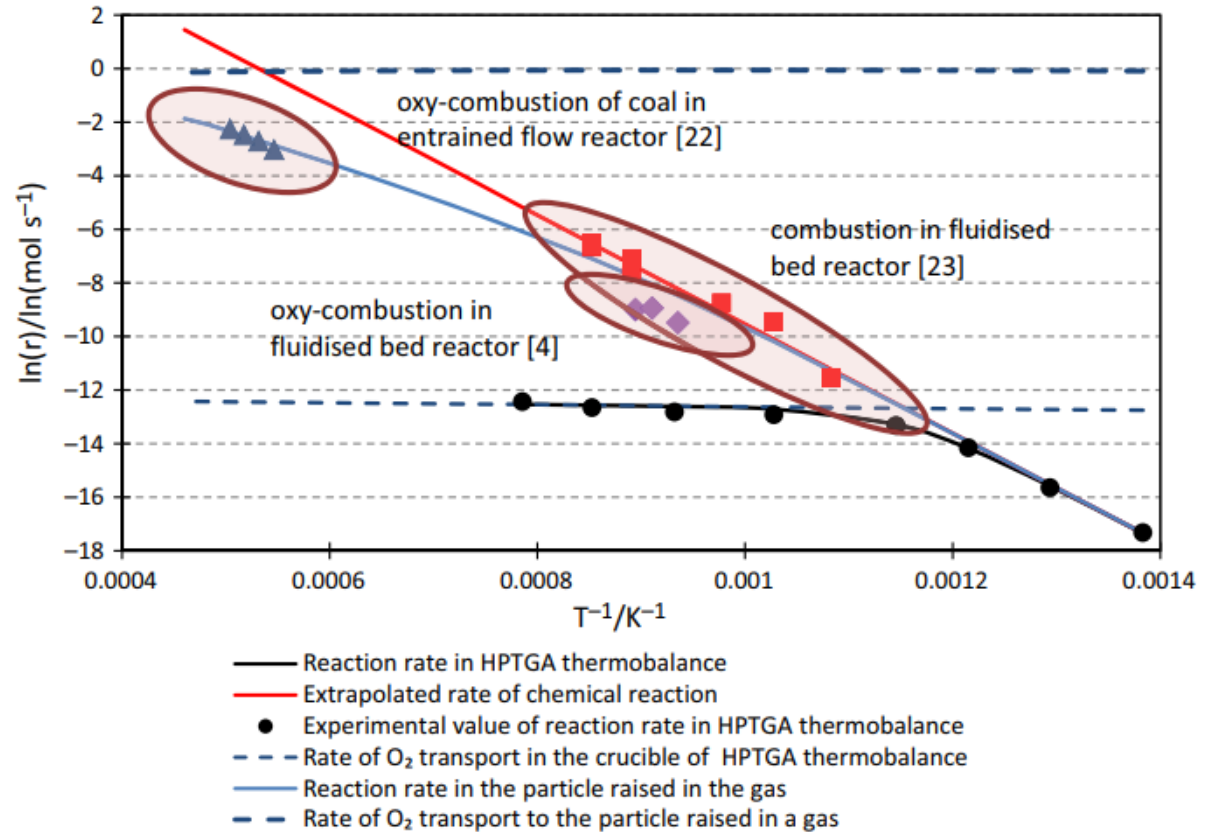 2
0
−2
−4
−6
−8
−10
−12
−14
−16
−18
ln(r)/ln(mol s⁻¹)
oxy-combustion of coal in
entrained flow reactor [22]
combustion in fluidised
bed reactor [23]
oxy-combustion in
fluidised bed reactor [4]
0.0004 0.0006 0.0008 0.001 0.0012 0.0014
T⁻¹/K⁻¹
Reaction rate in HPTGA thermobalance
Extrapolated rate of chemical reaction
Experimental value of reaction rate in HPTGA thermobalance
Rate of O₂ transport in the crucible of HPTGA thermobalance
Reaction rate in the particle raised in the gas
Rate of O₂ transport to the particle raised in a gas